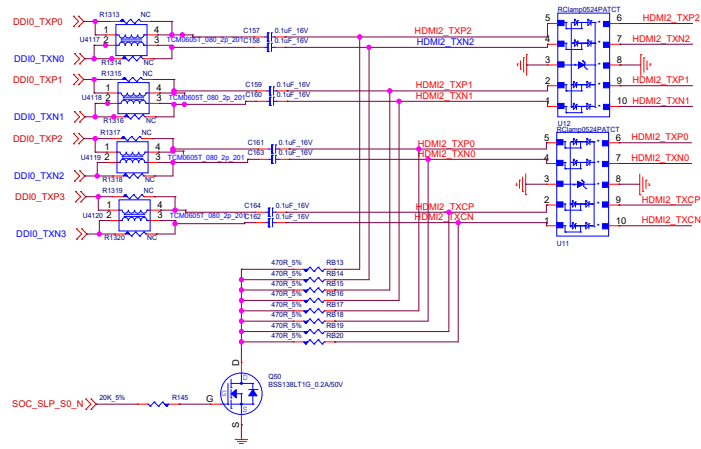 DDI0_TXP0
R1313
NC
U4117
1
2
4
3
TCM0605T_080_2p_201
R1314
NC
DDI0_TXN0
C157
0.1uF_16V
C158
0.1uF_16V
HDMI2_TXP2
HDMI2_TXN2
DDI0_TXP1
R1315
NC
U4118
1
2
4
3
TCM0605T_080_2p_201
R1316
NC
DDI0_TXN1
C159
0.1uF_16V
C160
0.1uF_16V
HDMI2_TXP1
HDMI2_TXN1
RClamp0524PATCT
5
4
3
2
1
6
7
8
9
10
HDMI2_TXP2
HDMI2_TXN2
HDMI2_TXP1
HDMI2_TXN1
U12
DDI0_TXP2
R1317
NC
U4119
1
2
4
3
TCM0605T_080_2p_201
R1318
NC
DDI0_TXN2
C161
0.1uF_16V
C163
0.1uF_16V
HDMI2_TXP0
HDMI2_TXN0
DDI0_TXP3
R1319
NC
U4120
1
2
4
3
TCM0605T_080_2p_201
R1320
NC
DDI0_TXN3
C164
0.1uF_16V
C162
0.1uF_16V
HDMI2_TXCP
HDMI2_TXCN
RClamp0524PATCT
5
4
3
2
1
6
7
8
9
10
HDMI2_TXP0
HDMI2_TXN0
HDMI2_TXCP
HDMI2_TXCN
U11
470R_5% RB13
470R_5% RB14
470R_5% RB15
470R_5% RB16
470R_5% RB17
470R_5% RB18
470R_5% RB19
470R_5% RB20
D
D
Q50
BSS138LT1G_0.2A/50V
SOC_SLP_S0_N
20K_5%
R145
G
G
S
S